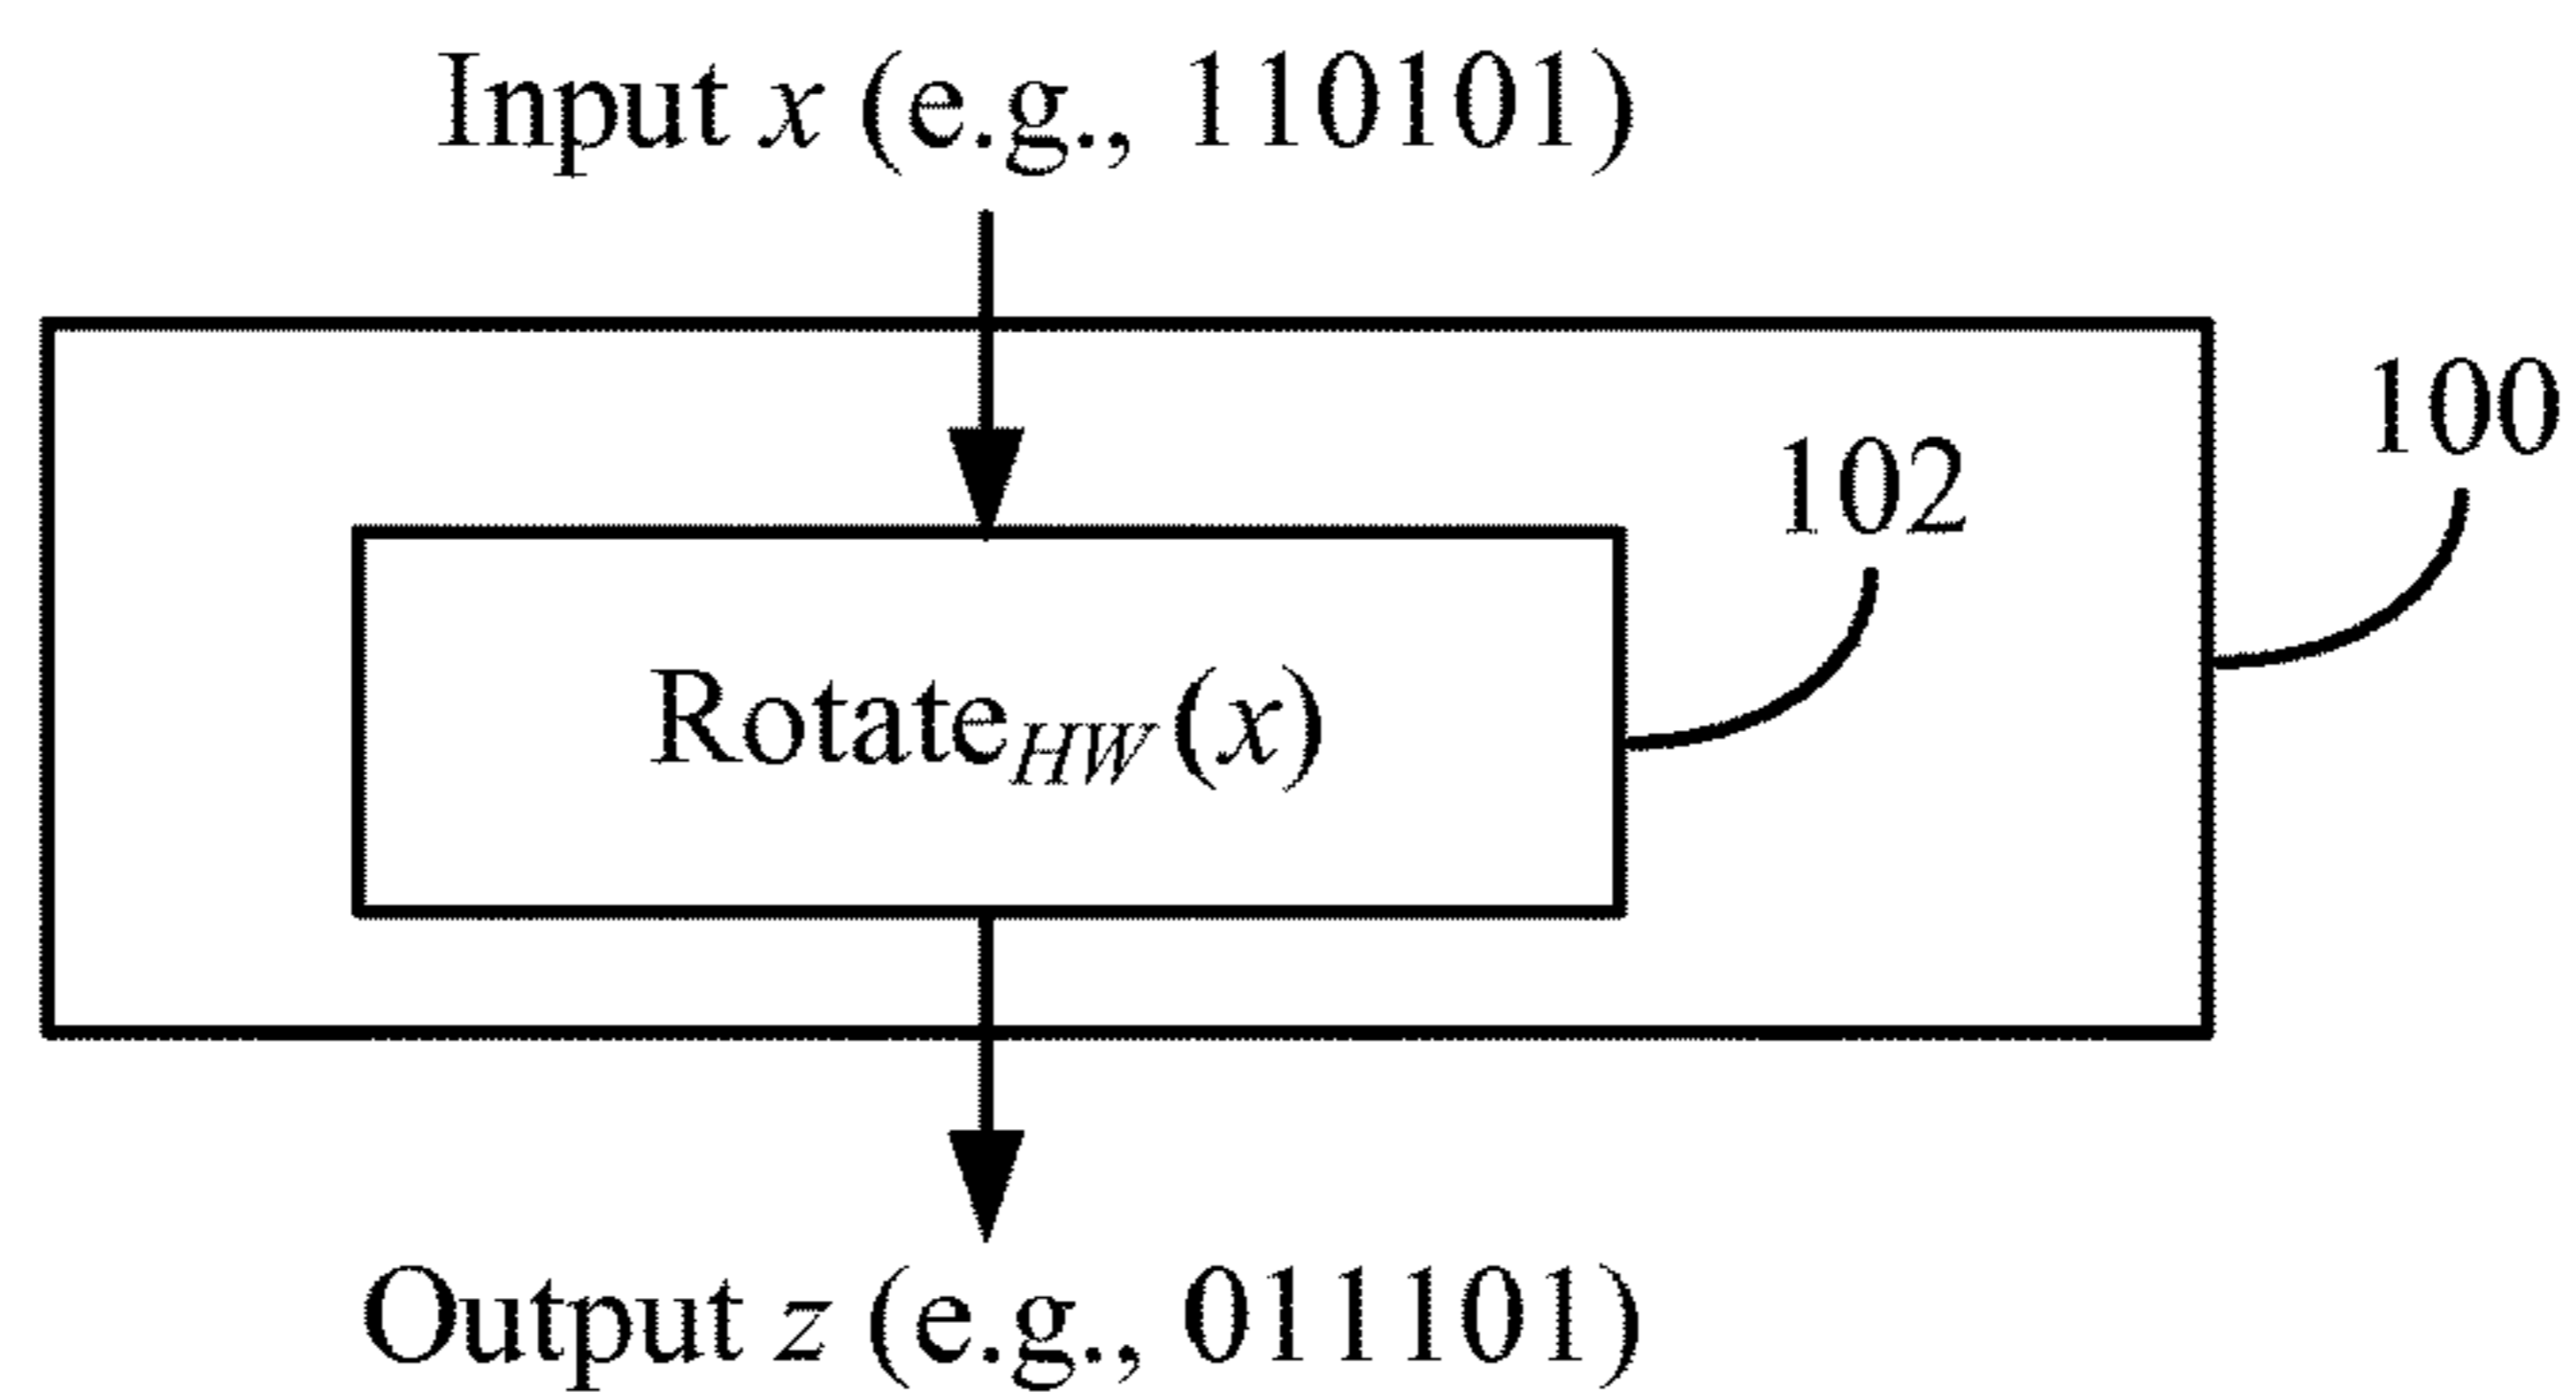 Input x (e.g., 110101)
100
102
Rotate_HW(x)
Output z (e.g., 011101)